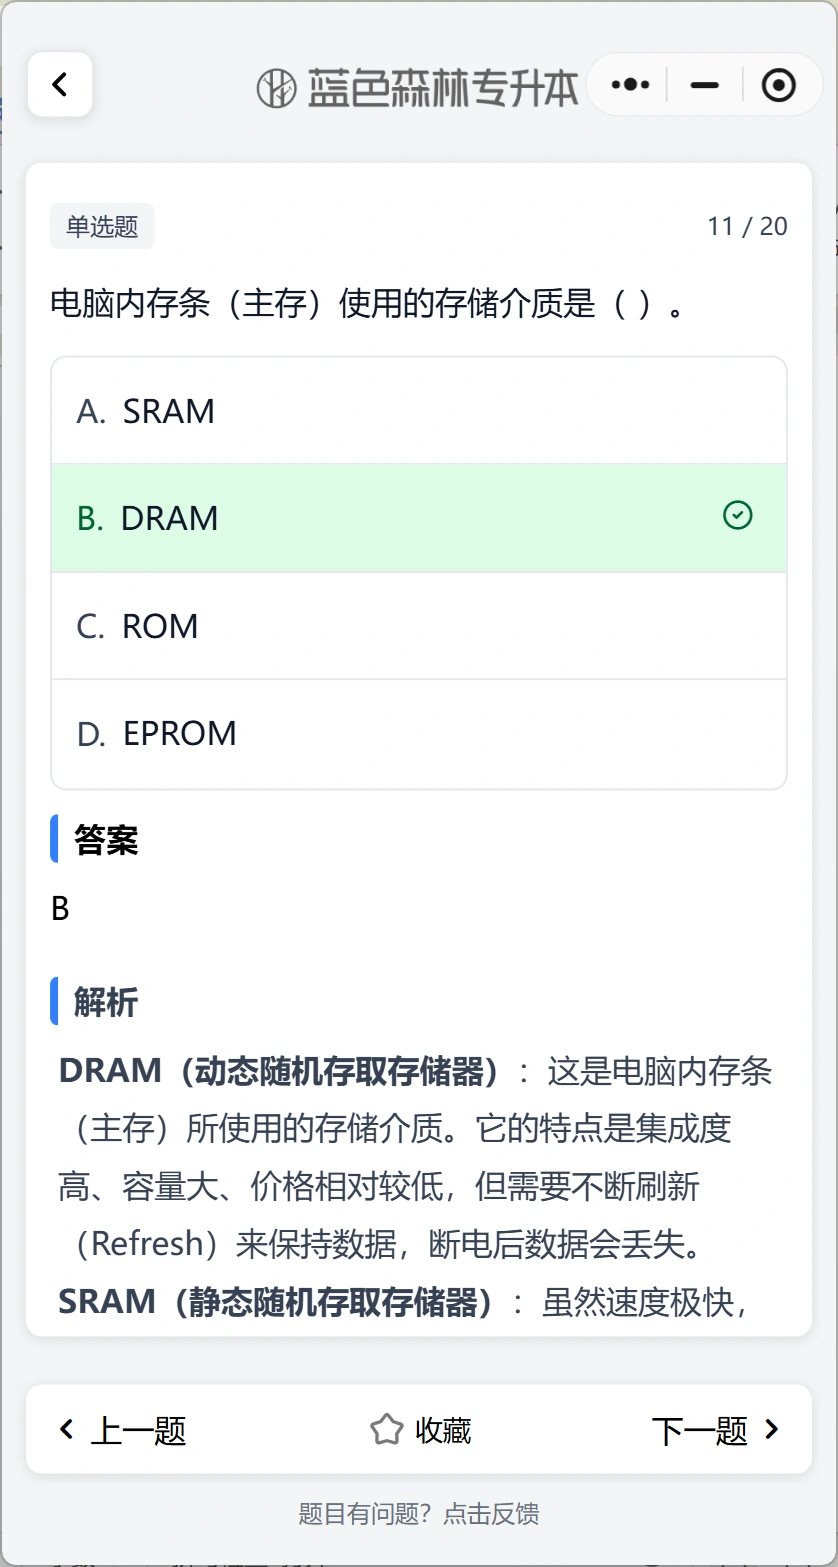 蓝色森林专升本
单选题
11 / 20
电脑内存条（主存）使用的存储介质是（ ）。
A. SRAM
B. DRAM
C. ROM
D. EPROM
答案
B
解析
DRAM（动态随机存取存储器）：这是电脑内存条
（主存）所使用的存储介质。它的特点是集成度
高、容量大、价格相对较低，但需要不断刷新
（Refresh）来保持数据，断电后数据会丢失。
SRAM（静态随机存取存储器）：虽然速度极快，
上一题
收藏
下一题
题目有问题？点击反馈